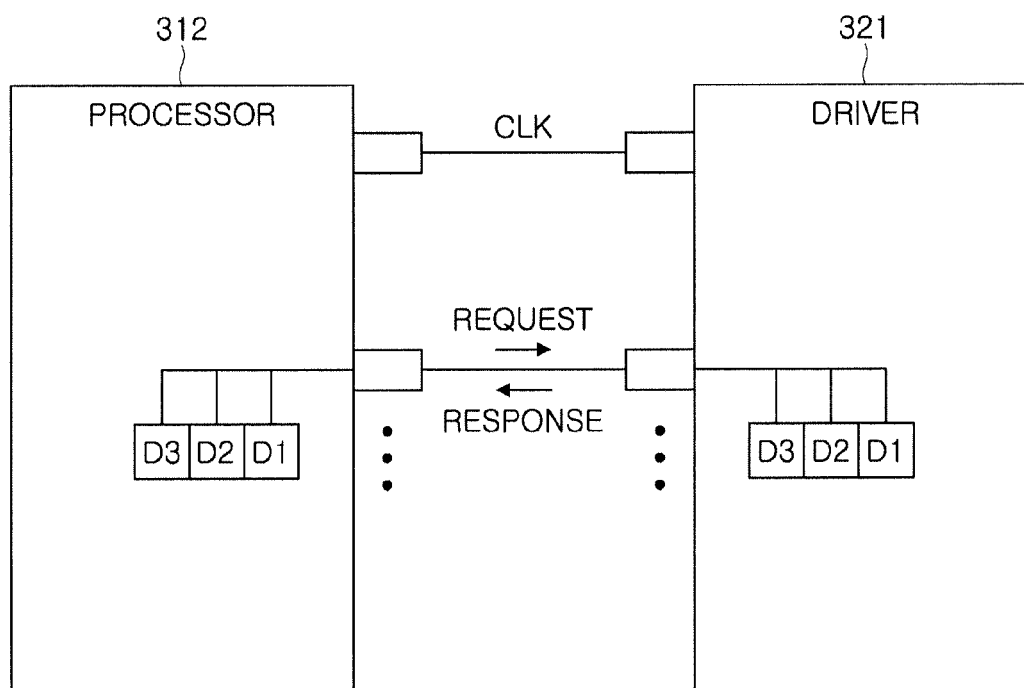 312
321
PROCESSOR
DRIVER
CLK
REQUEST
RESPONSE
D3 D2 D1
D3 D2 D1